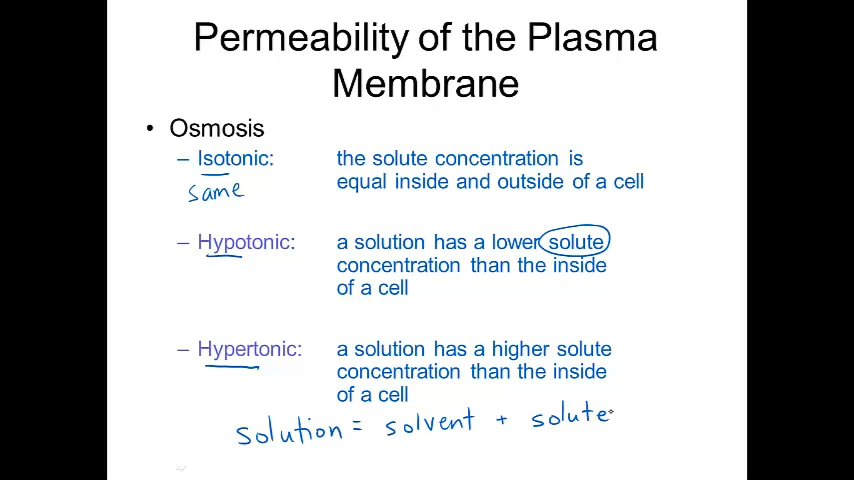 Permeability of the Plasma
Membrane
• Osmosis
– Isotonic: the solute concentration is
equal inside and outside of a cell
same
– Hypotonic: a solution has a lower solute
concentration than the inside
of a cell
– Hypertonic: a solution has a higher solute
concentration than the inside
of a cell
solution = solvent + solute